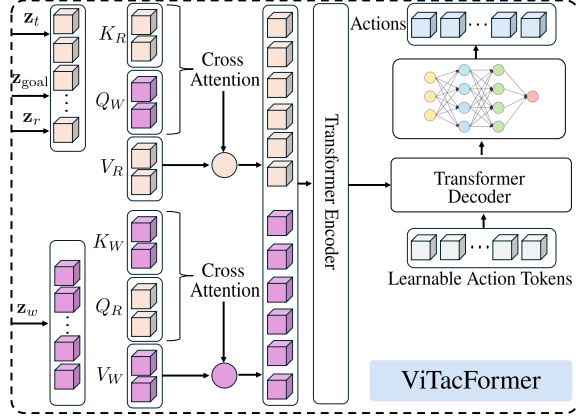 z_t
z_goal
z_r
z_w
K_R
Q_W
V_R
Cross
Attention
K_W
Q_R
V_W
Cross
Attention
Transformer Encoder
Actions
Transformer
Decoder
Learnable Action Tokens
ViTacFormer